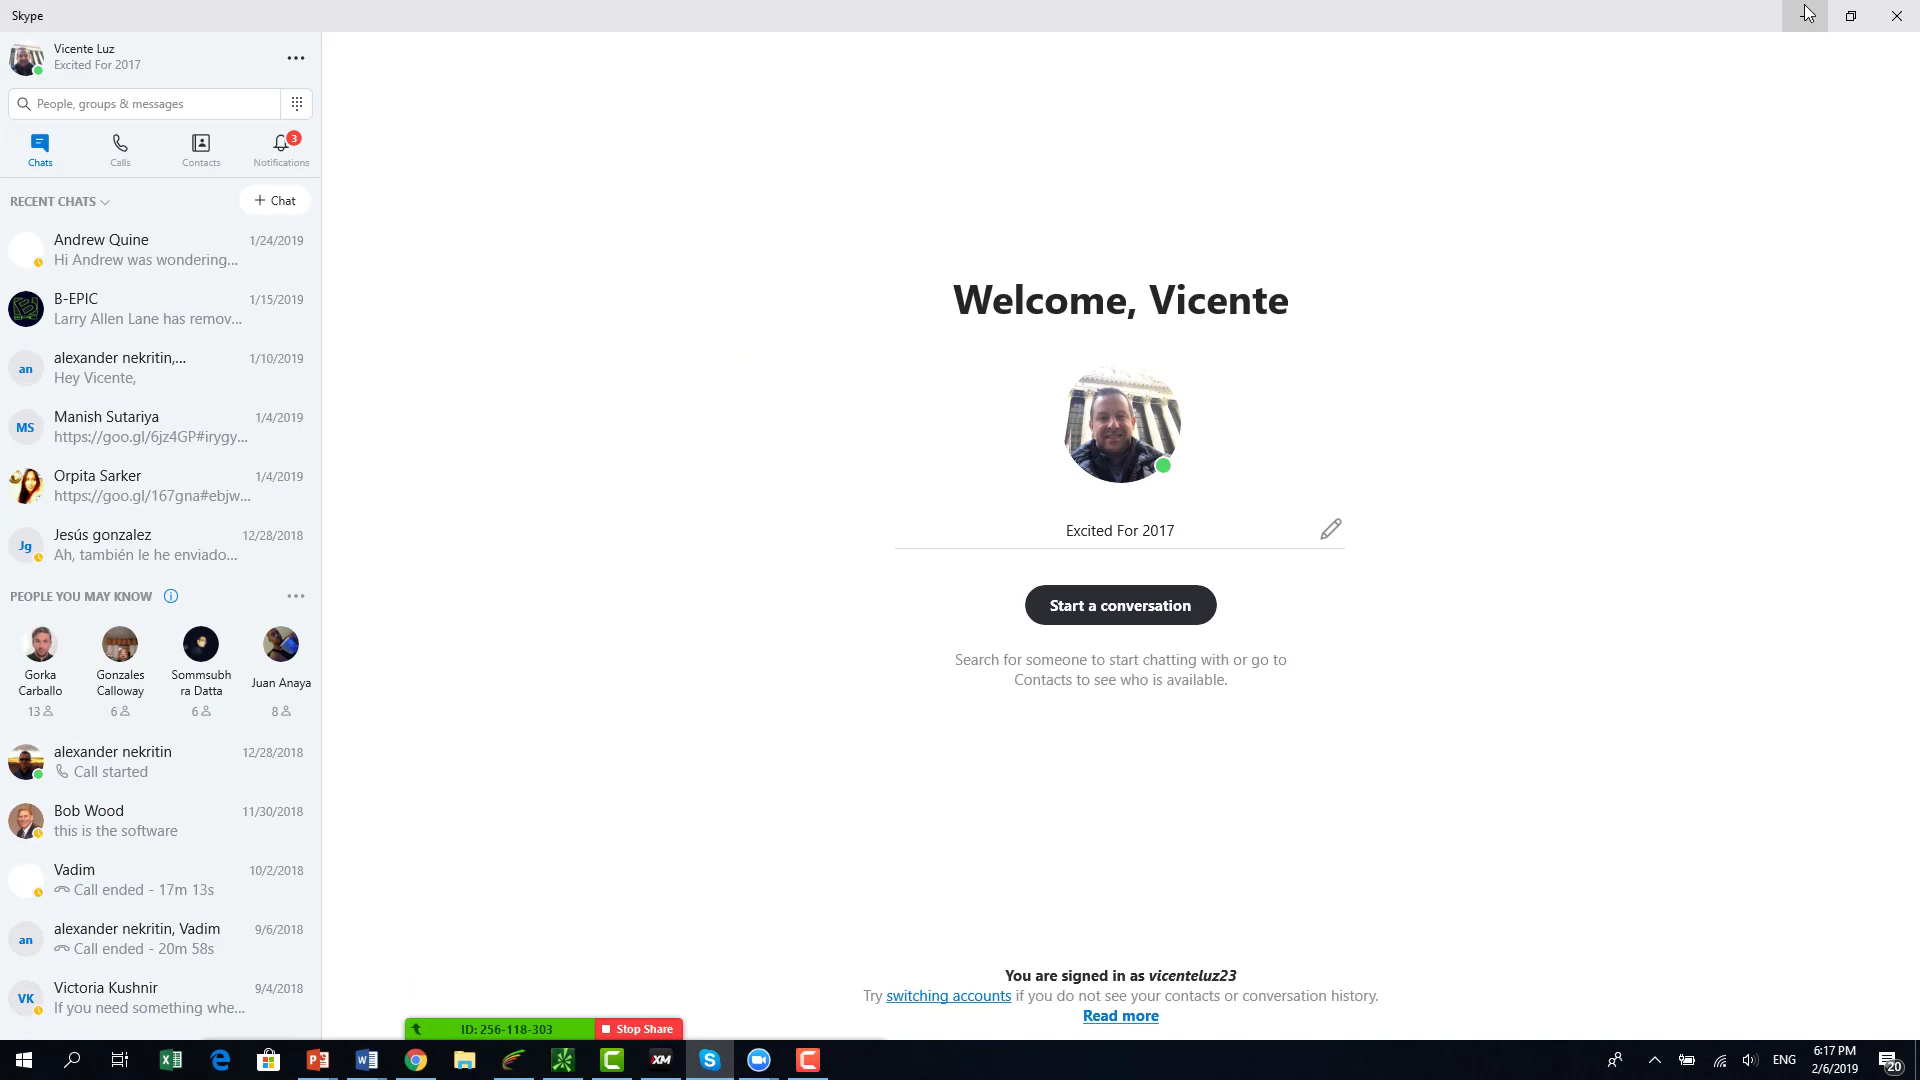 Skype
Vicente Luz
Excited For 2017
People, groups & messages
Chats
Calls
Contacts
3
Notifications
RECENT CHATS
+ Chat
Andrew Quine
1/24/2019
Hi Andrew was wondering...
B-EPIC
1/15/2019
Larry Allen Lane has remov...
an
alexander nekritin,...
1/10/2019
Hey Vicente,
MS
Manish Sutariya
1/4/2019
https://goo.gl/6jz4GP#irygy...
Orpita Sarker
1/4/2019
https://goo.gl/167gna#ebjw...
Jg
Jesús gonzalez
12/28/2018
Ah, también le he enviado...
PEOPLE YOU MAY KNOW
Gorka
Carballo
13
Gonzales
Calloway
6
Sommsubh
ra Datta
6
Juan Anaya
8
alexander nekritin
12/28/2018
Call started
Bob Wood
11/30/2018
this is the software
Vadim
10/2/2018
Call ended - 17m 13s
an
alexander nekritin, Vadim
9/6/2018
Call ended - 20m 58s
VK
Victoria Kushnir
9/4/2018
If you need something whe...
Welcome, Vicente
Excited For 2017
Start a conversation
Search for someone to start chatting with or go to
Contacts to see who is available.
You are signed in as vicenteluz23
Try switching accounts if you do not see your contacts or conversation history.
Read more
ID: 256-118-303
Stop Share
XM
ENG
6:17 PM
2/6/2019
20